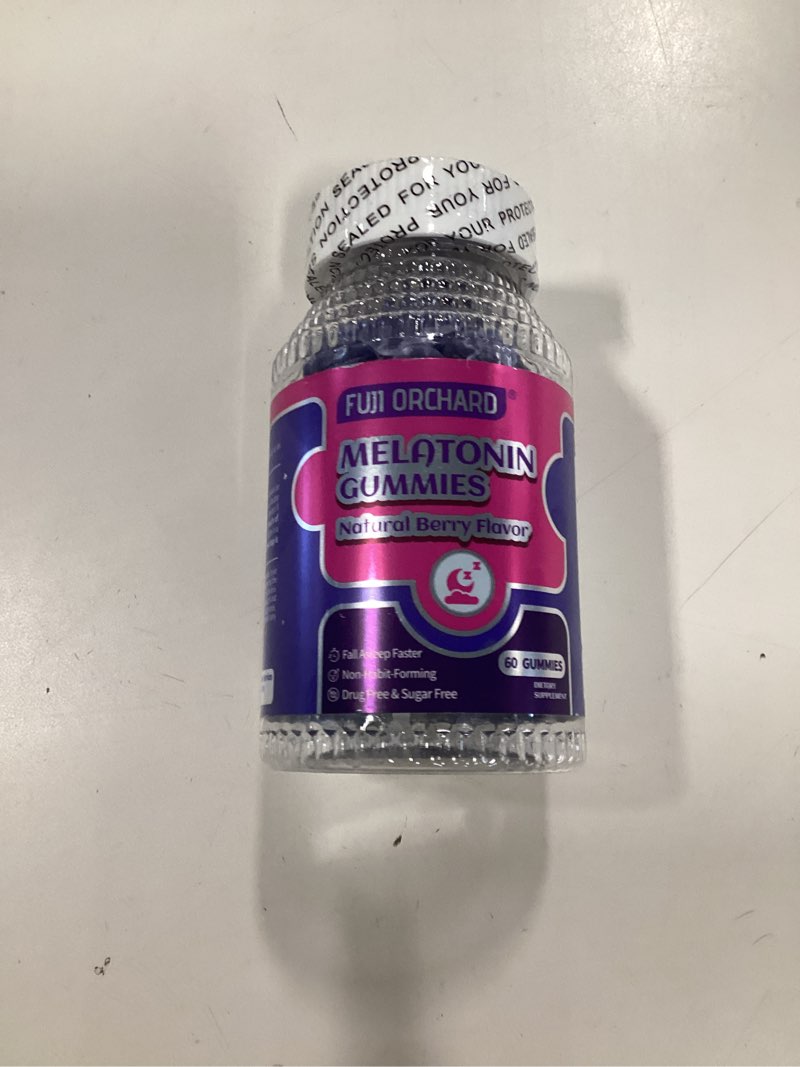 SEALED FOR YOUR PROTECTION
FUJI ORCHARD®
MELATONIN
GUMMIES
Natural Berry Flavor
z z
Fall Asleep Faster
Non-Habit-Forming
Drug Free & Sugar Free
60 GUMMIES
DIETARY
SUPPLEMENT